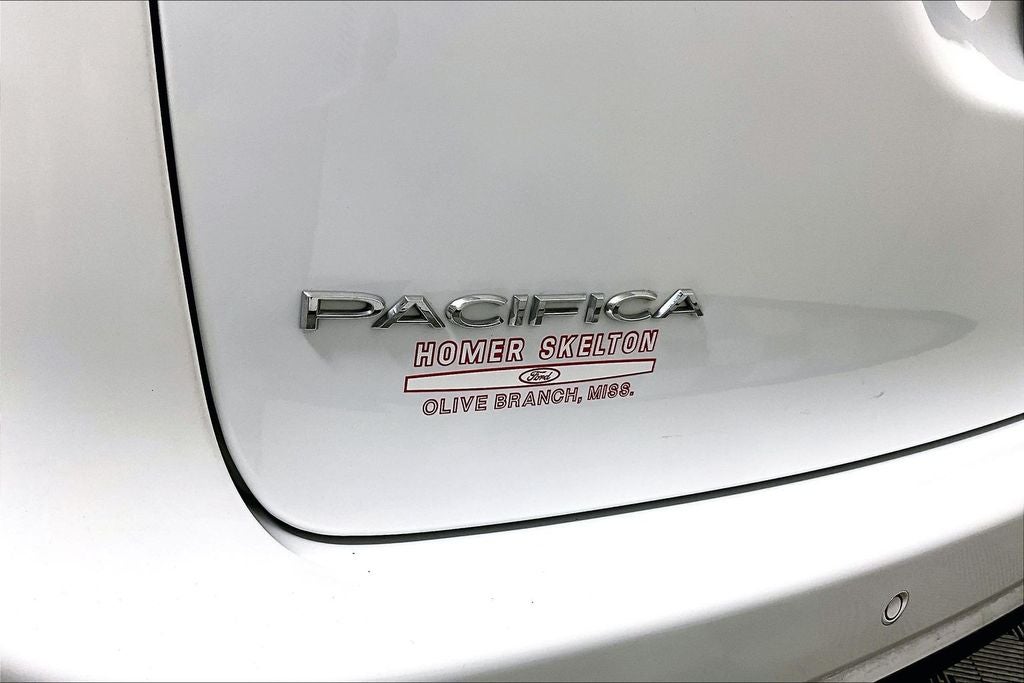 PACIFICA
HOMER SKELTON
Ford
OLIVE BRANCH, MISS.